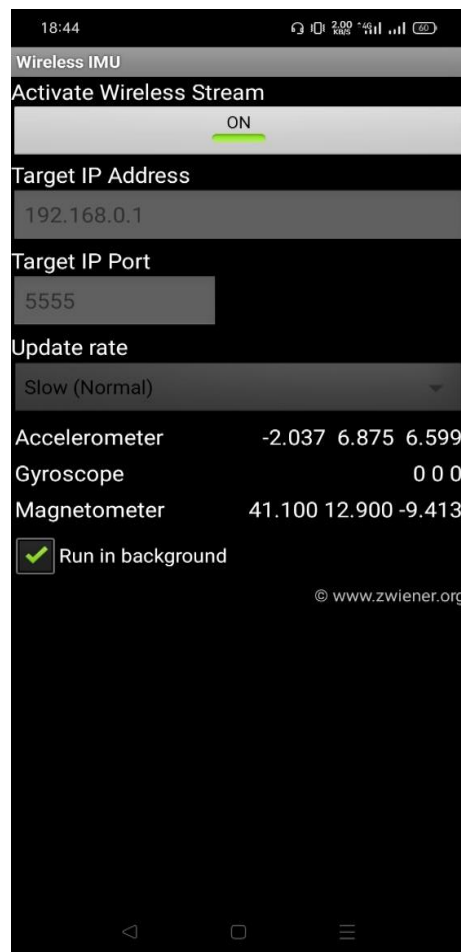 18:44 2.00 KB/S 4G 60
Wireless IMU
Activate Wireless Stream
ON
Target IP Address
192.168.0.1
Target IP Port
5555
Update rate
Slow (Normal)
Accelerometer -2.037 6.875 6.599
Gyroscope 0 0 0
Magnetometer 41.100 12.900 -9.413
Run in background
© www.zwiener.org